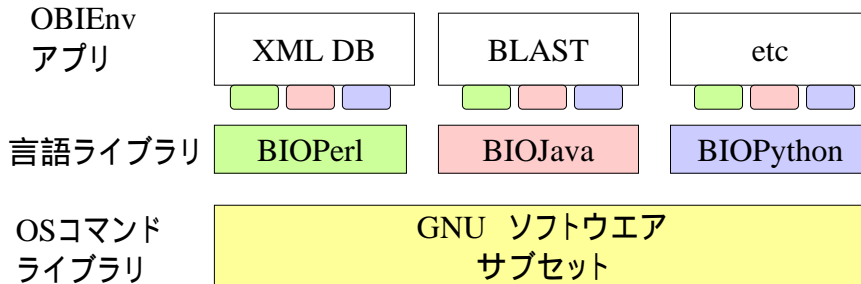 OBIEnv
アプリ
XML DB
BLAST
etc
言語ライブラリ
BIOPerl
BIOJava
BIOPython
OSコマンド
ライブラリ
GNU ソフトウエア
サブセット